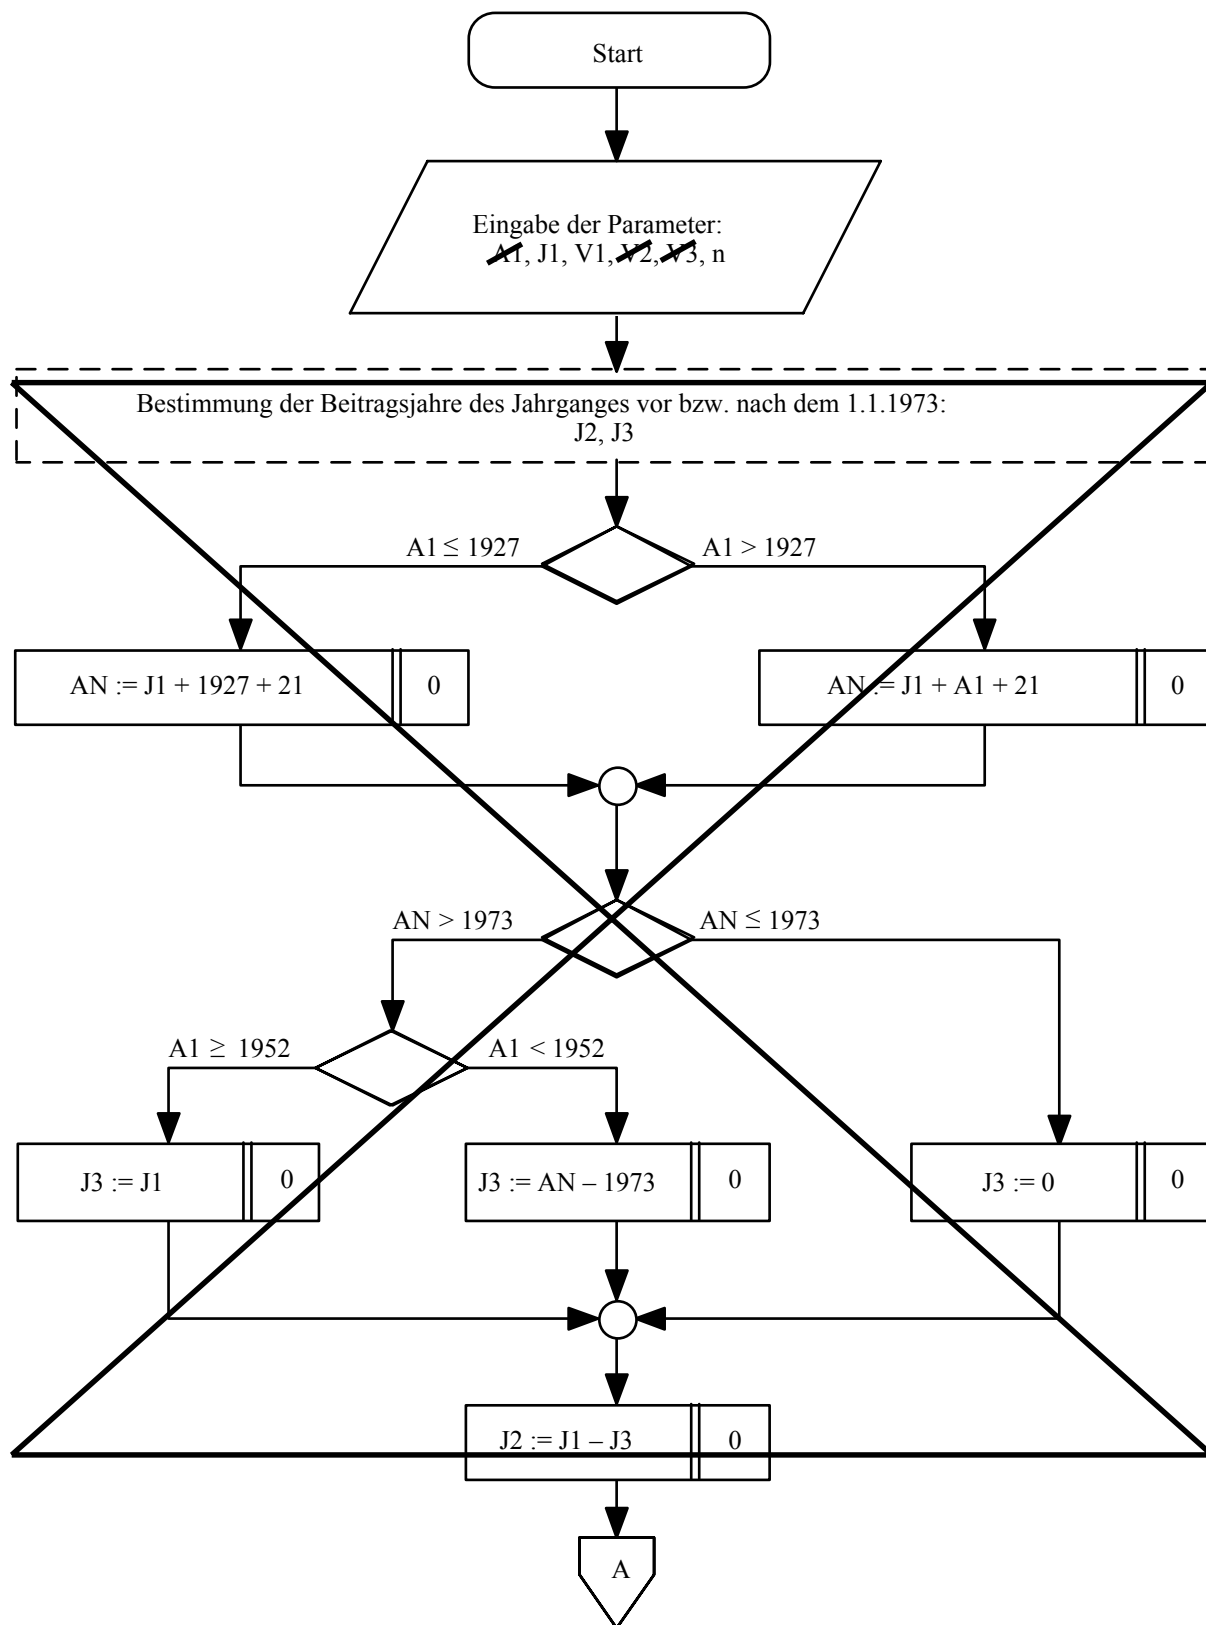 Start
Eingabe der Parameter:
A1, J1, V1, V2, V3, n
Bestimmung der Beitragsjahre des Jahrganges vor bzw. nach dem 1.1.1973:
J2, J3
A1 ≤ 1927
A1 > 1927
AN := J1 + 1927 + 21
0
AN := J1 + A1 + 21
0
AN > 1973
AN ≤ 1973
A1 ≥ 1952
A1 < 1952
J3 := J1
0
J3 := AN – 1973
0
J3 := 0
0
J2 := J1 – J3
0
A